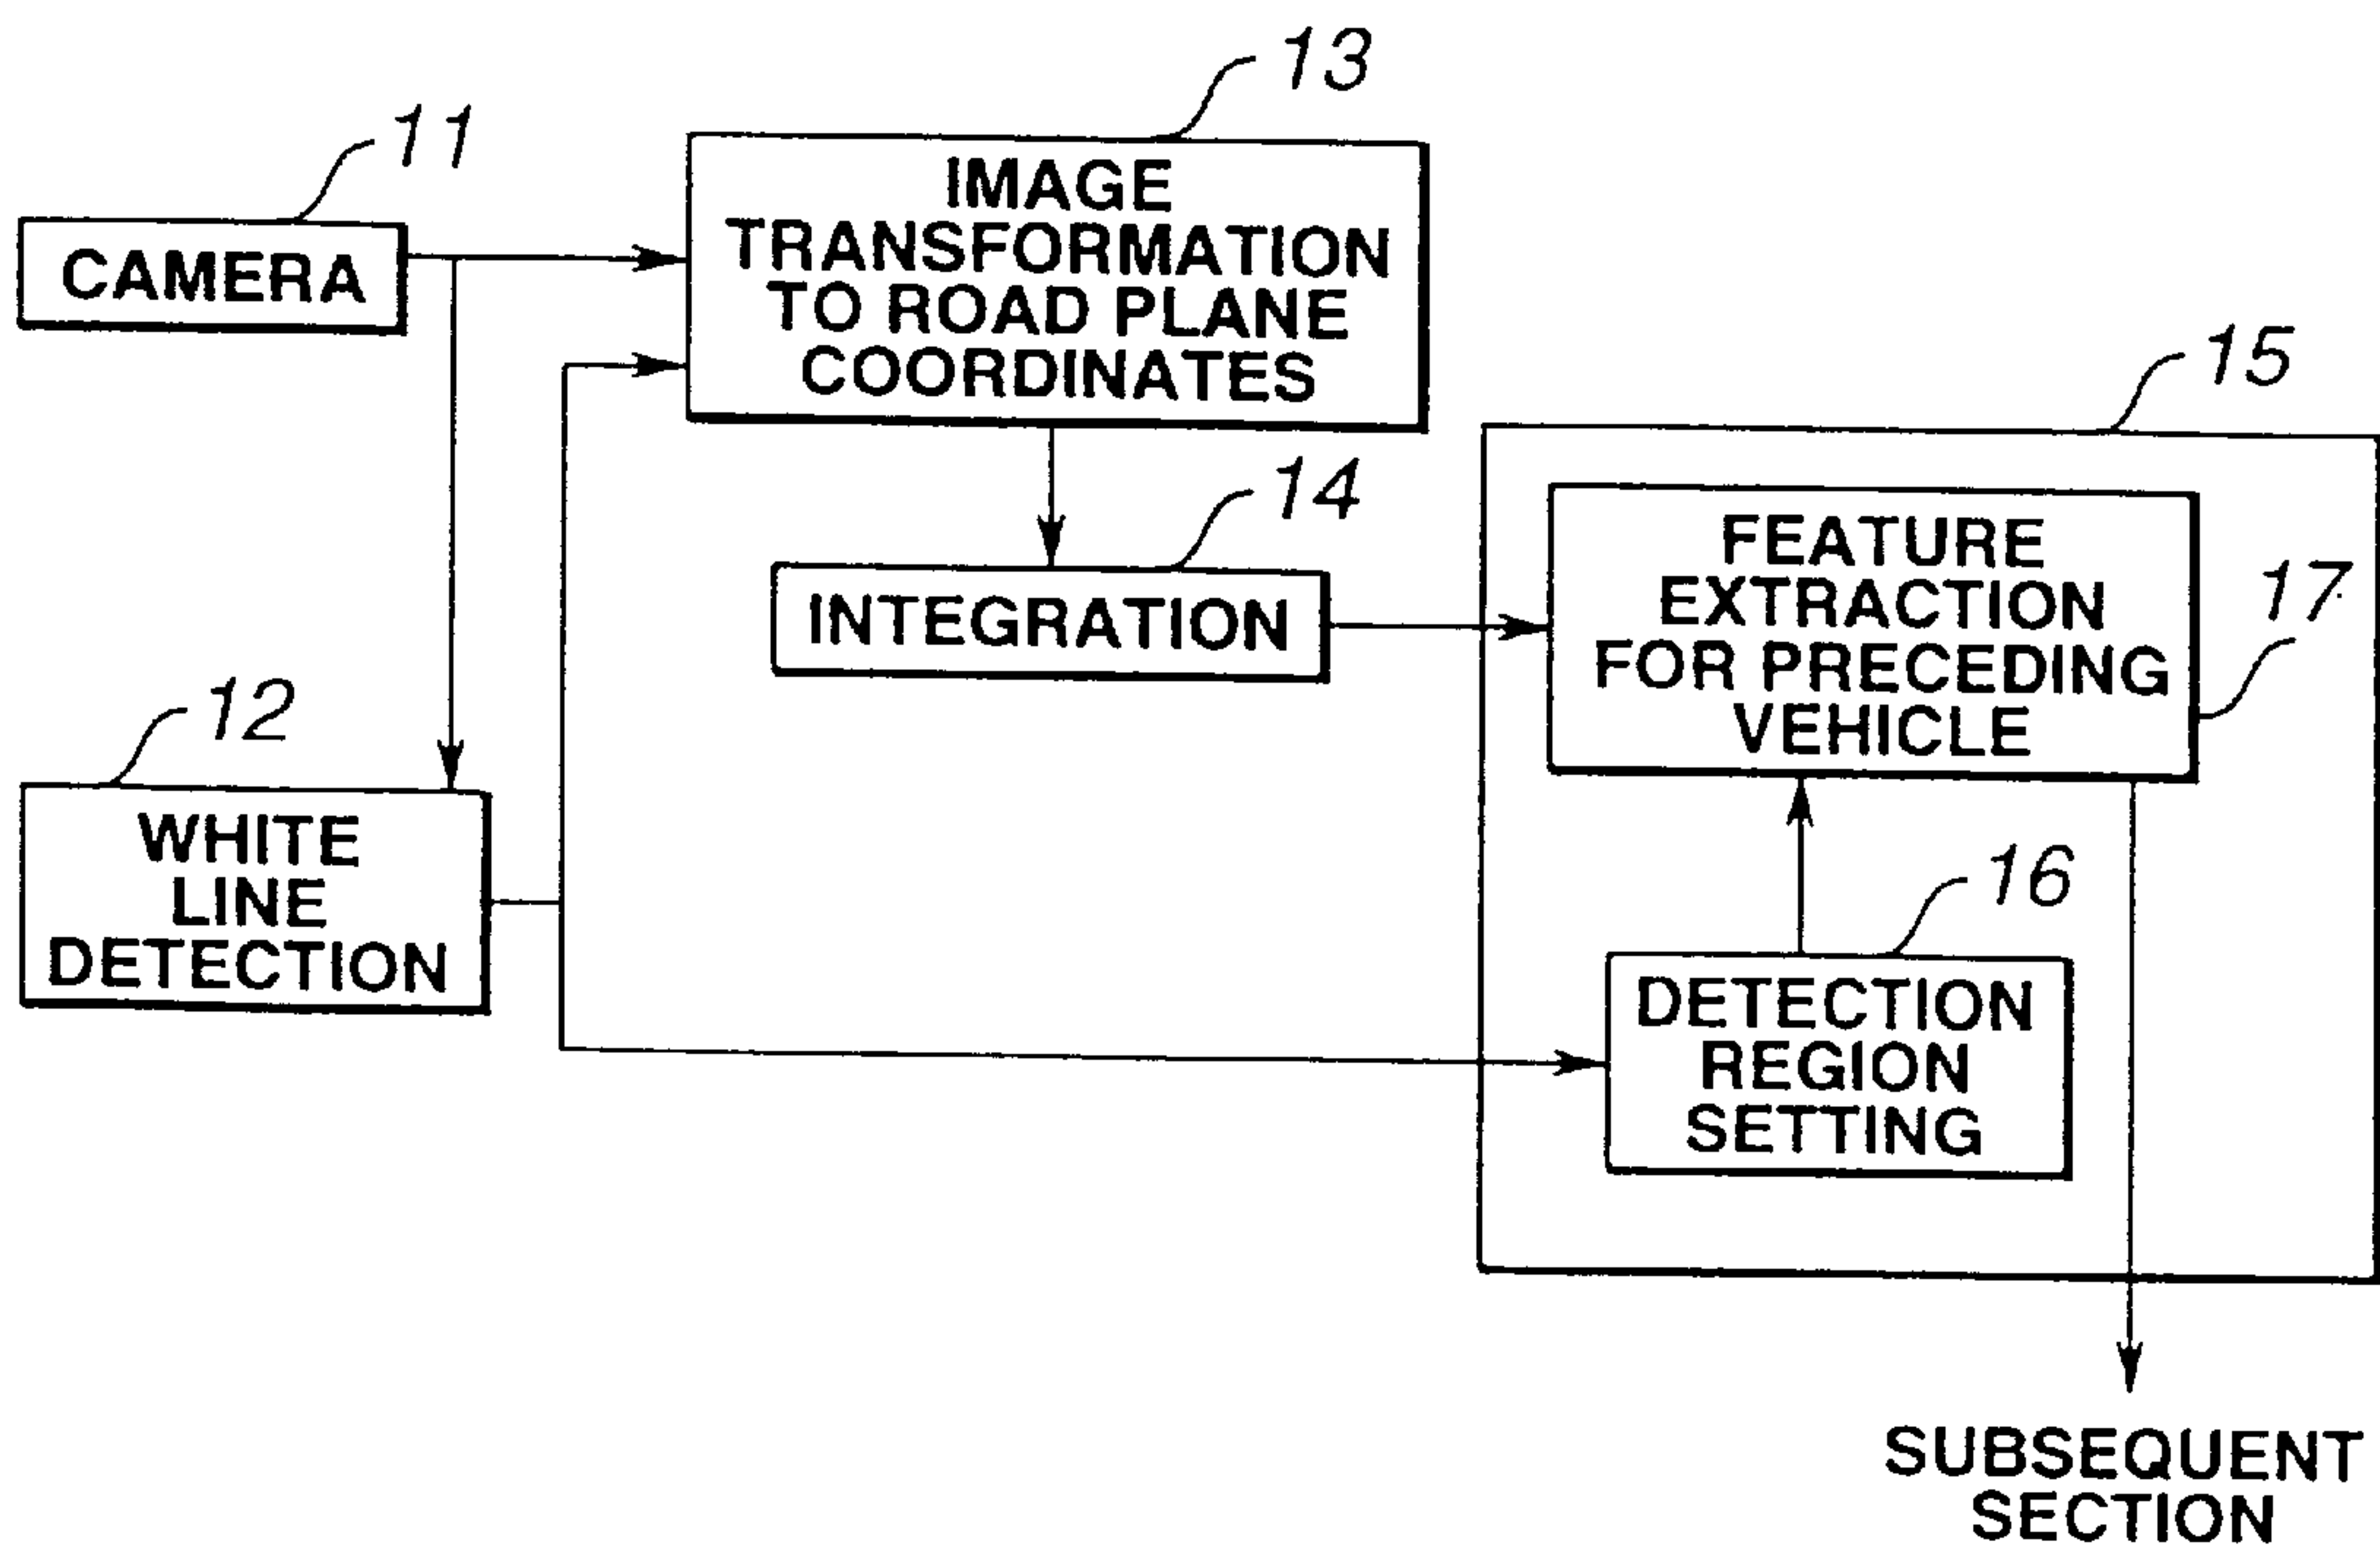 13
11
IMAGE
TRANSFORMATION
TO ROAD PLANE
COORDINATES
CAMERA
15
14
FEATURE
EXTRACTION
FOR PRECEDING
VEHICLE
17
INTEGRATION
12
WHITE
LINE
DETECTION
16
DETECTION
REGION
SETTING
SUBSEQUENT
SECTION